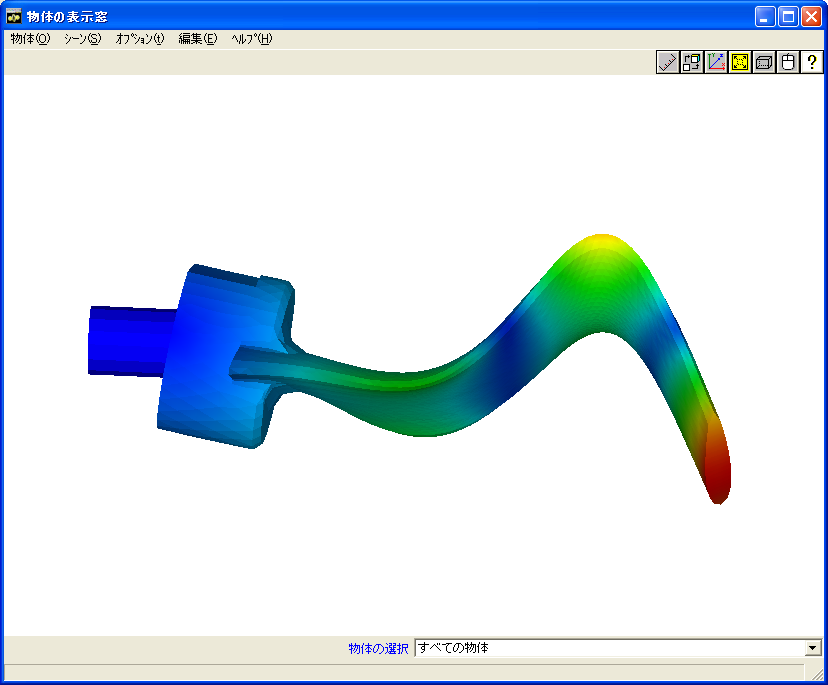 物体の表示窓
物体(O) シーン(S) オプション(t) 編集(E) ヘルプ(H)
?
物体の選択 すべての物体